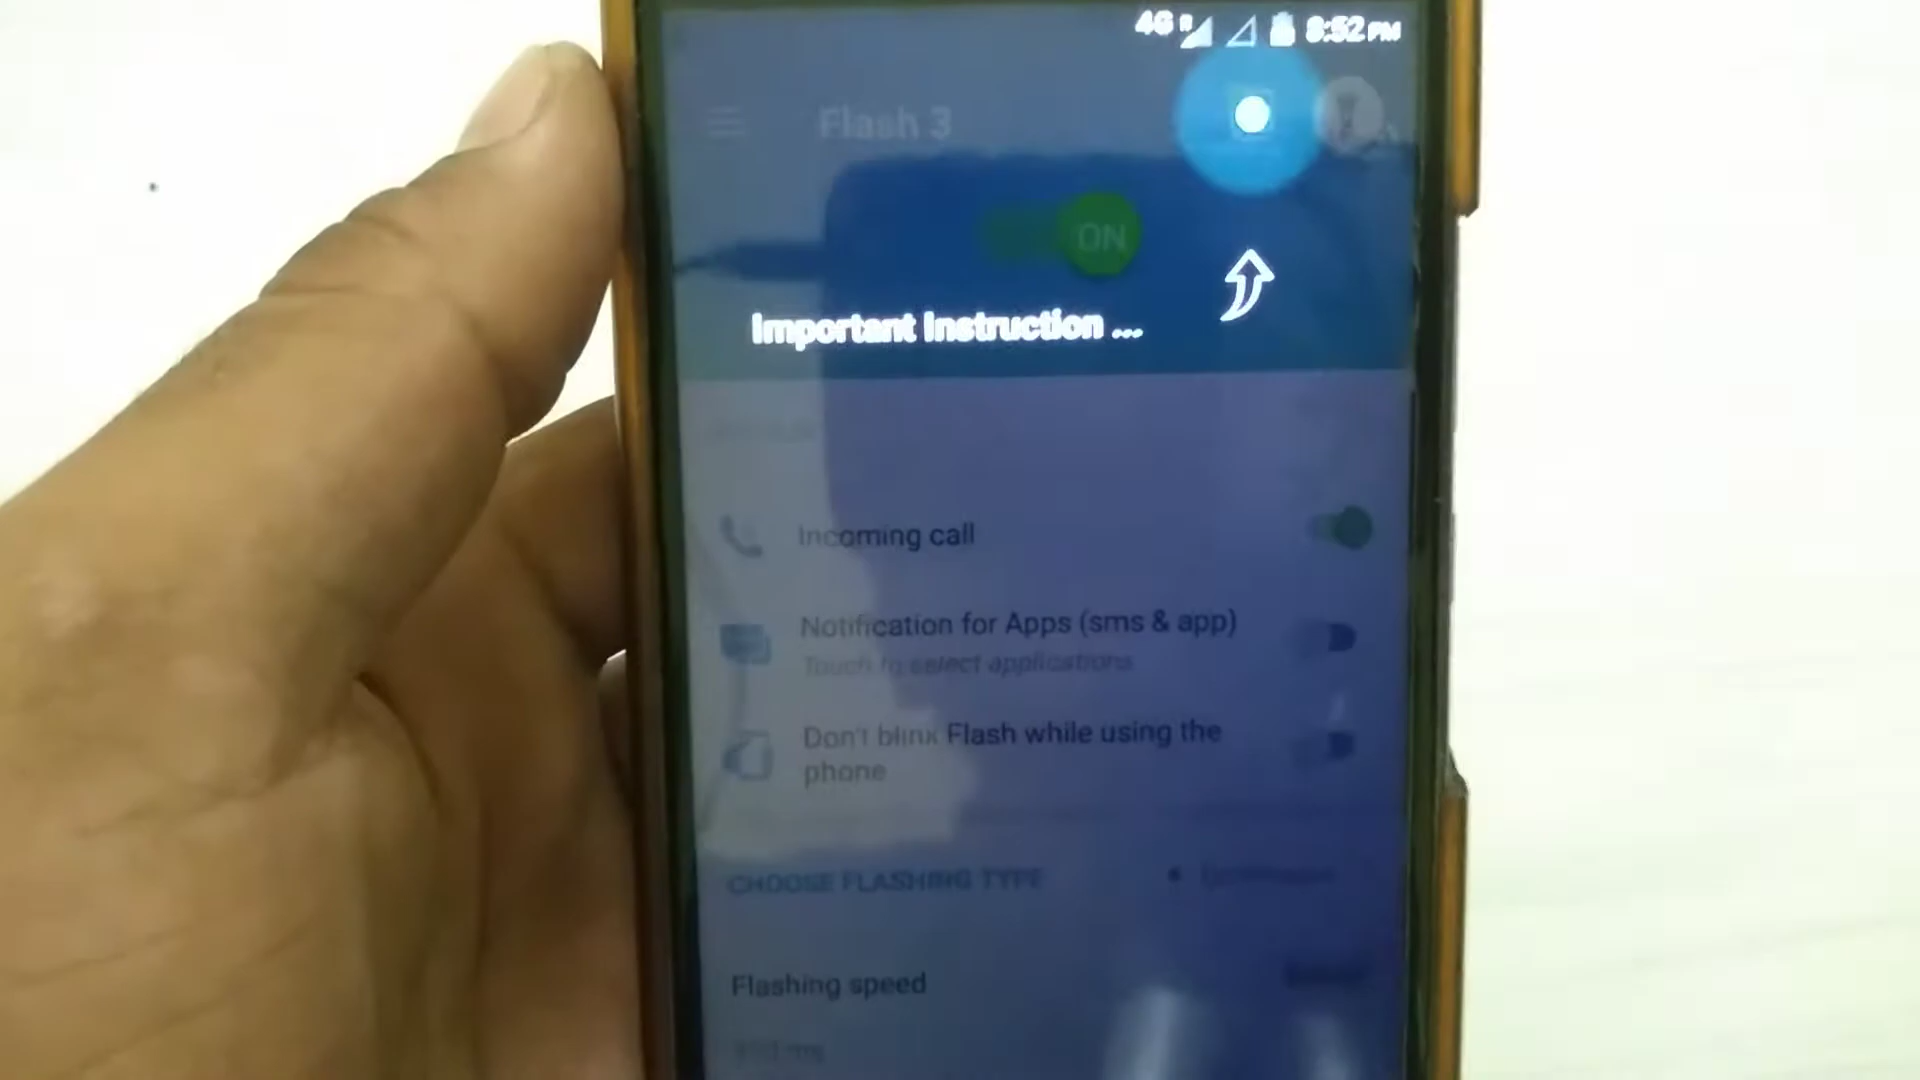 4G R 8:52 PM
Flash 3
ON
Important Instruction ...
Incoming call
Notification for Apps (sms & app)
Touch to select applications
Don't blink Flash while using the
phone
CHOOSE FLASHING TYPE
Flashing speed